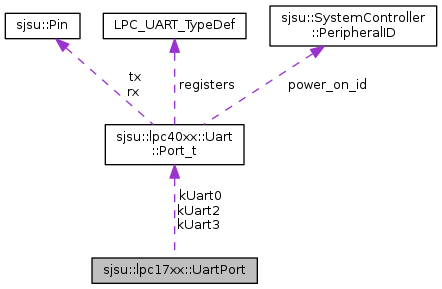 sjsu::Pin
LPC_UART_TypeDef
sjsu::SystemController
::PeripheralID
tx
rx
registers
power_on_id
sjsu::lpc40xx::Uart
::Port_t
kUart0
kUart2
kUart3
sjsu::lpc17xx::UartPort